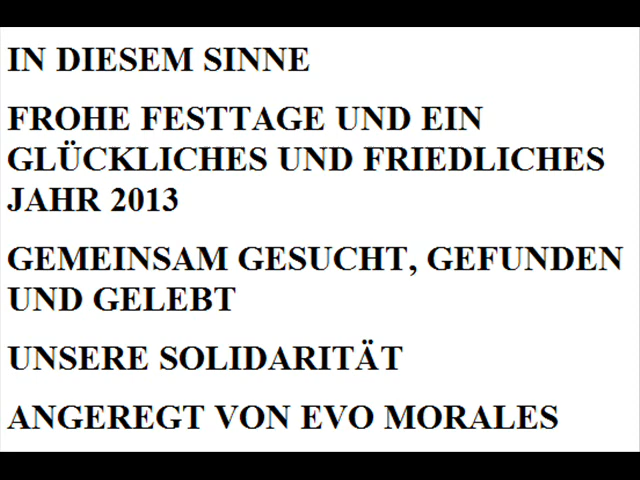 IN DIESEM SINNE
FROHE FESTTAGE UND EIN
GLÜCKLICHES UND FRIEDLICHES
JAHR 2013
GEMEINSAM GESUCHT, GEFUNDEN
UND GELEBT
UNSERE SOLIDARITÄT
ANGEREGT VON EVO MORALES